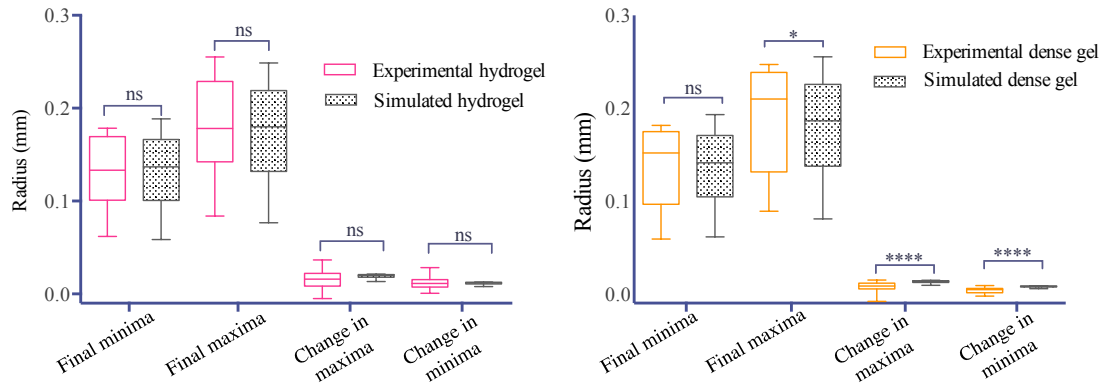 0.3
0.2
0.1
0.0
Radius (mm)
ns
ns
ns
ns
Experimental hydrogel
Simulated hydrogel
Final minima
Final maxima
Change in
maxima
Change in
minima
0.3
0.2
0.1
0.0
Radius (mm)
ns
*
****
****
Experimental dense gel
Simulated dense gel
Final minima
Final maxima
Change in
maxima
Change in
minima